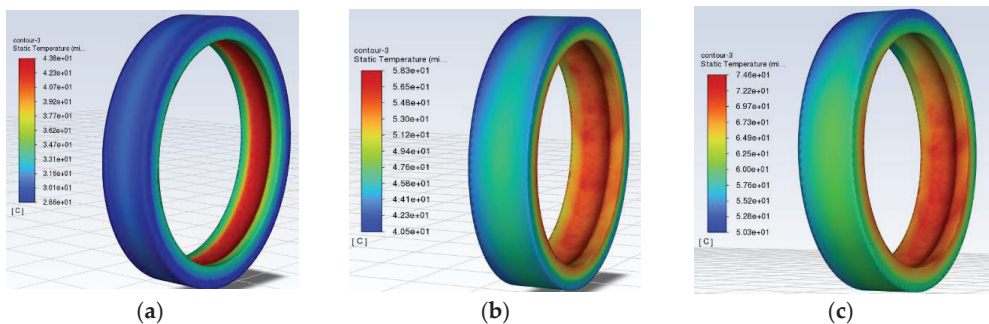 contour-3
Static Temperature (mi...
4.38e+01
4.23e+01
4.07e+01
3.92e+01
3.77e+01
3.62e+01
3.47e+01
3.31e+01
3.16e+01
3.01e+01
2.86e+01
[ C ]
(a)
contour-3
Static Temperature (mi...
5.83e+01
5.65e+01
5.48e+01
5.30e+01
5.12e+01
4.94e+01
4.76e+01
4.58e+01
4.41e+01
4.23e+01
4.05e+01
[ C ]
(b)
contour-3
Static Temperature (mi...
7.46e+01
7.22e+01
6.97e+01
6.73e+01
6.49e+01
6.25e+01
6.00e+01
5.76e+01
5.52e+01
5.28e+01
5.03e+01
[ C ]
(c)